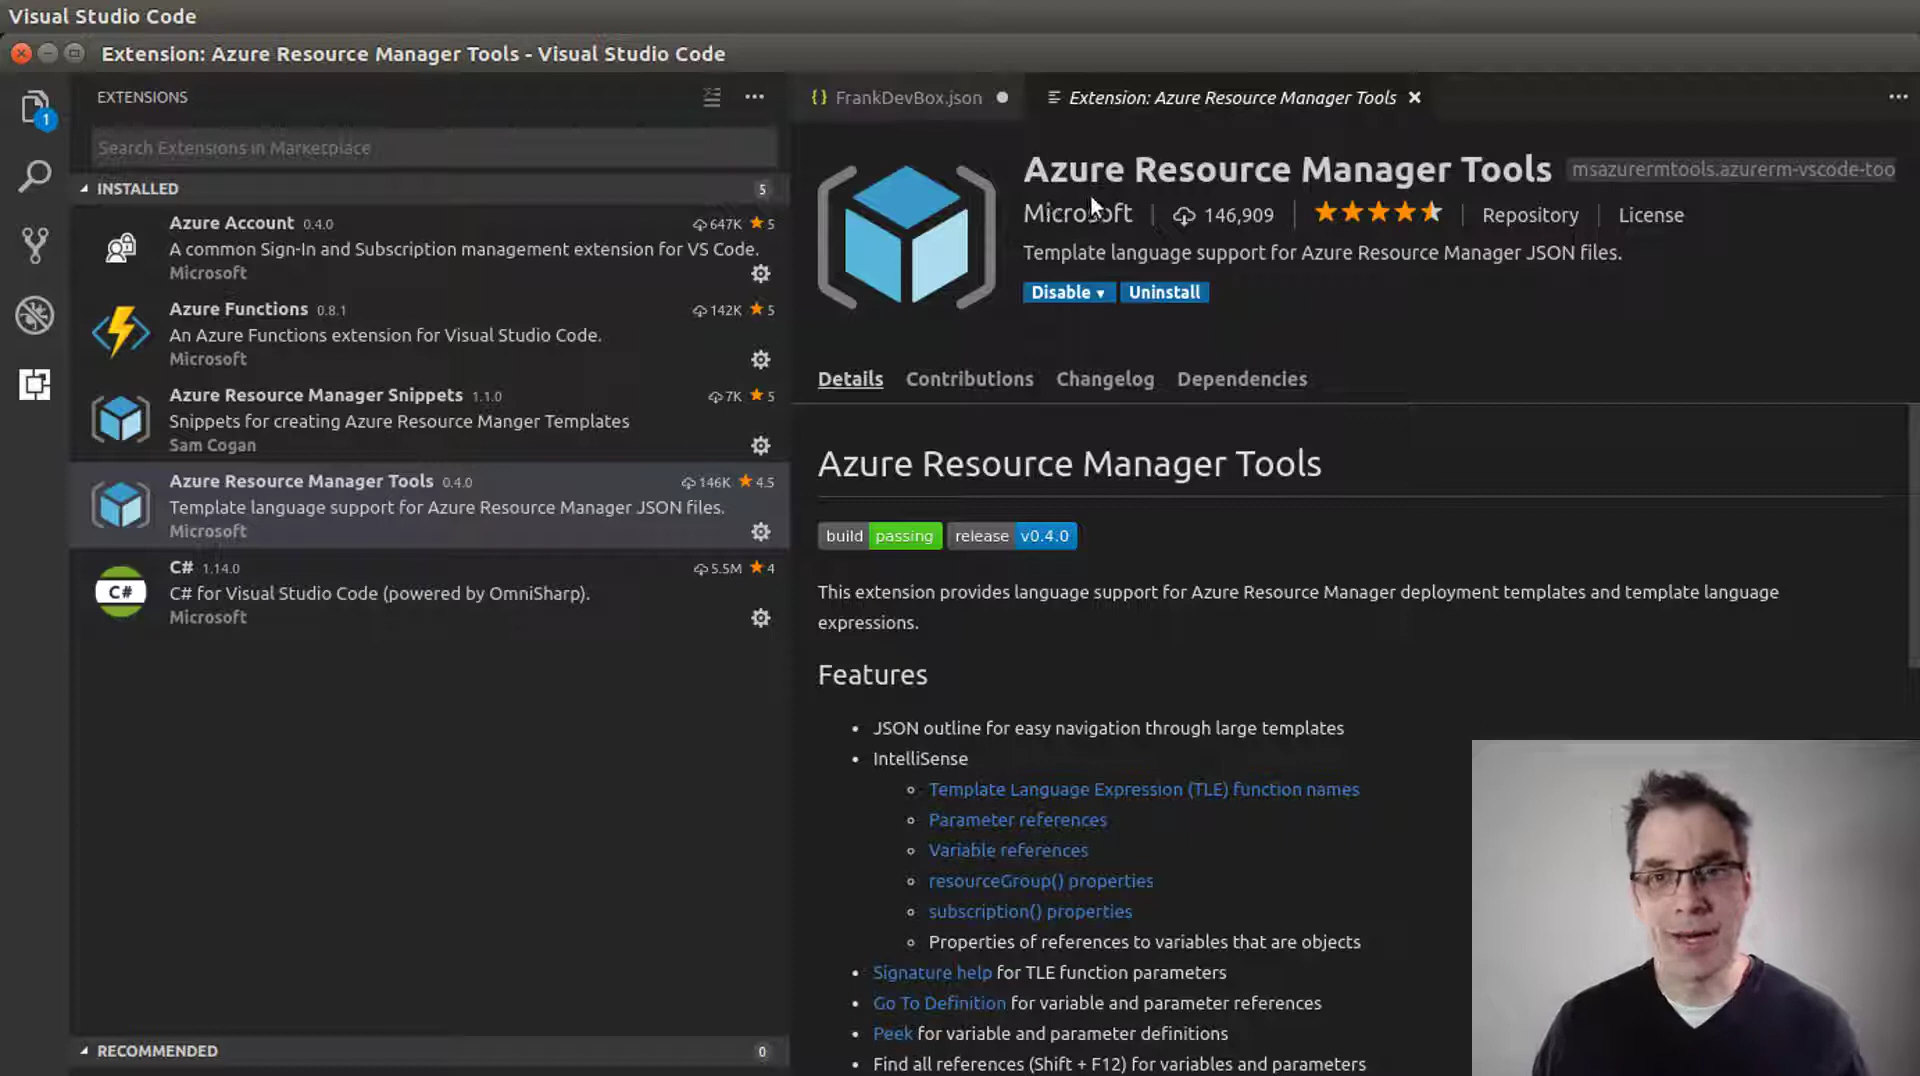 Visual Studio Code
Extension: Azure Resource Manager Tools - Visual Studio Code
1
EXTENSIONS
Search Extensions in Marketplace
INSTALLED 5
Azure Account 0.4.0 647K 5
A common Sign-In and Subscription management extension for VS Code.
Microsoft
Azure Functions 0.8.1 142K 5
An Azure Functions extension for Visual Studio Code.
Microsoft
Azure Resource Manager Snippets 1.1.0 7K 5
Snippets for creating Azure Resource Manger Templates
Sam Cogan
Azure Resource Manager Tools 0.4.0 146K 4.5
Template language support for Azure Resource Manager JSON files.
Microsoft
C#
C# 1.14.0 5.5M 4
C# for Visual Studio Code (powered by OmniSharp).
Microsoft
RECOMMENDED 0
{} FrankDevBox.json
Extension: Azure Resource Manager Tools
Azure Resource Manager Tools msazurermtools.azurerm-vscode-too
Microsoft 146,909 Repository License
Template language support for Azure Resource Manager JSON files.
Disable Uninstall
Details Contributions Changelog Dependencies
Azure Resource Manager Tools
build passing release v0.4.0
This extension provides language support for Azure Resource Manager deployment templates and template language
expressions.
Features
JSON outline for easy navigation through large templates
IntelliSense
Template Language Expression (TLE) function names
Parameter references
Variable references
resourceGroup() properties
subscription() properties
Properties of references to variables that are objects
Signature help for TLE function parameters
Go To Definition for variable and parameter references
Peek for variable and parameter definitions
Find all references (Shift + F12) for variables and parameters